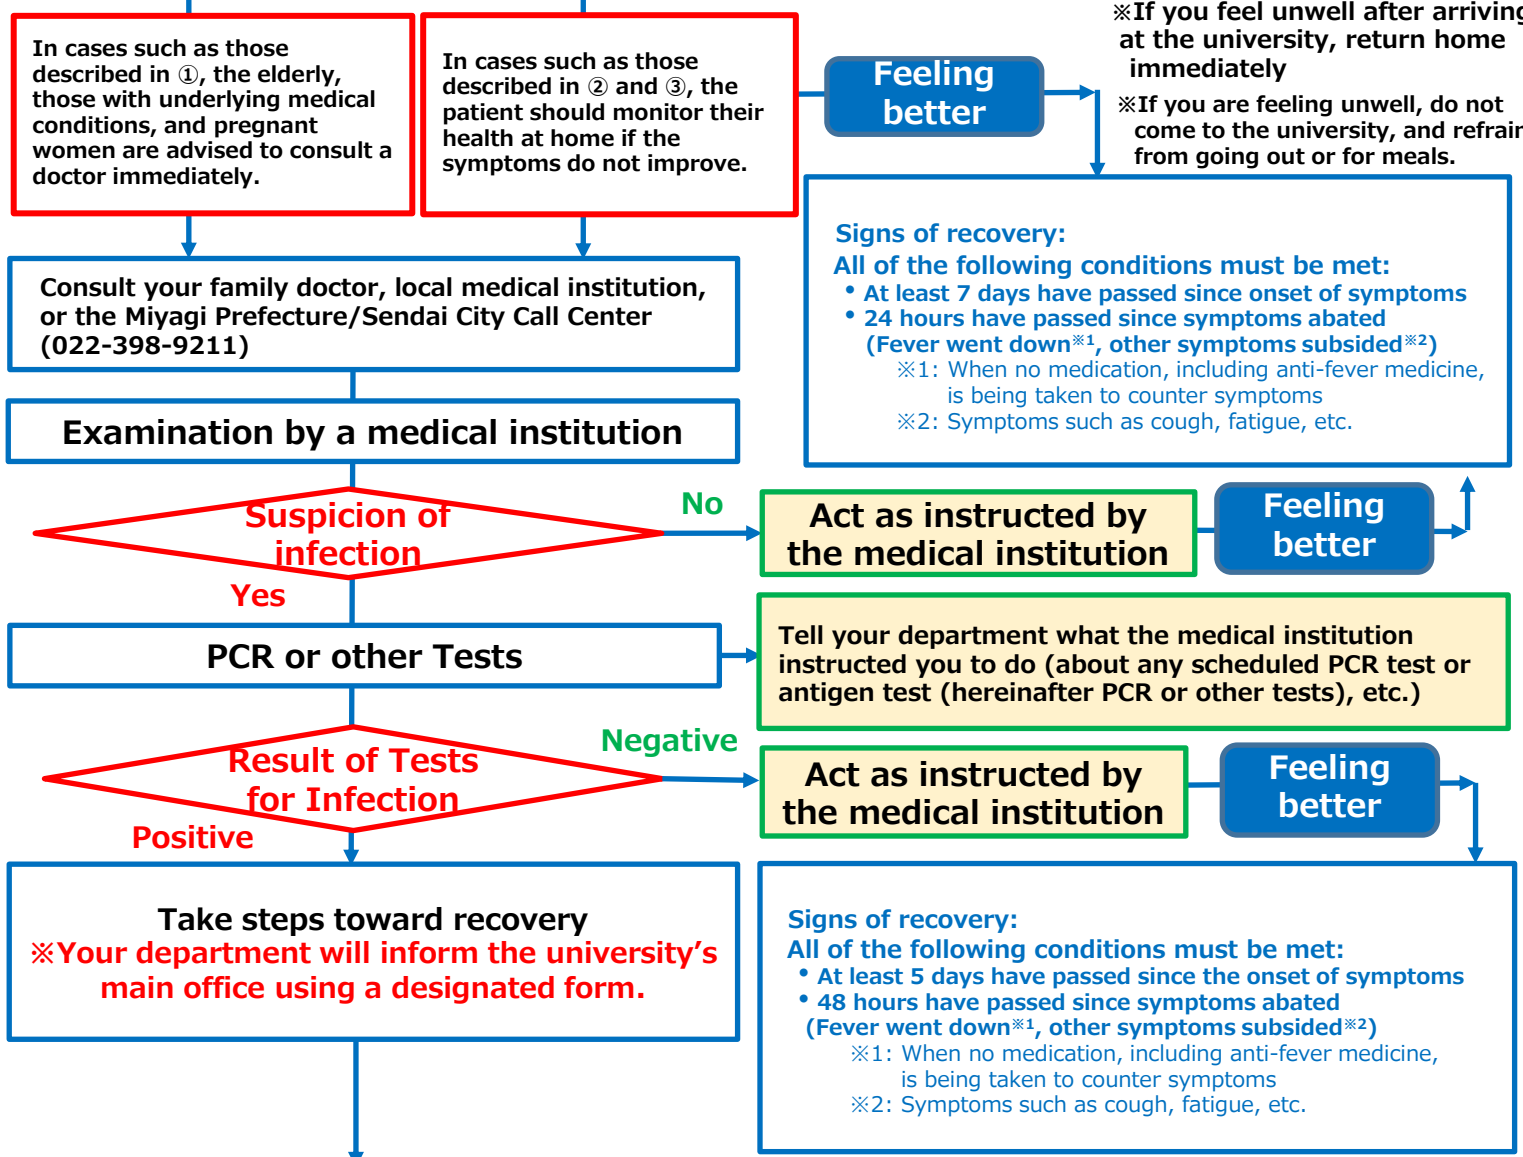 ※If you feel unwell after arriving
at the university, return home
immediately
※If you are feeling unwell, do not
come to the university, and refrain
from going out or for meals.
In cases such as those
described in ①, the elderly,
those with underlying medical
conditions, and pregnant
women are advised to consult a
doctor immediately.
In cases such as those
described in ② and ③, the
patient should monitor their
health at home if the
symptoms do not improve.
Feeling
better
Signs of recovery:
All of the following conditions must be met:
• At least 7 days have passed since onset of symptoms
• 24 hours have passed since symptoms abated
(Fever went down※1, other symptoms subsided※2)
※1: When no medication, including anti-fever medicine,
is being taken to counter symptoms
※2: Symptoms such as cough, fatigue, etc.
Consult your family doctor, local medical institution,
or the Miyagi Prefecture/Sendai City Call Center
(022-398-9211)
Examination by a medical institution
Suspicion of
infection
No
Yes
Act as instructed by
the medical institution
Feeling
better
PCR or other Tests
Tell your department what the medical institution
instructed you to do (about any scheduled PCR test or
antigen test (hereinafter PCR or other tests), etc.)
Result of Tests
for Infection
Negative
Positive
Act as instructed by
the medical institution
Feeling
better
Take steps toward recovery
※Your department will inform the university’s
main office using a designated form.
Signs of recovery:
All of the following conditions must be met:
• At least 5 days have passed since the onset of symptoms
• 48 hours have passed since symptoms abated
(Fever went down※1, other symptoms subsided※2)
※1: When no medication, including anti-fever medicine,
is being taken to counter symptoms
※2: Symptoms such as cough, fatigue, etc.